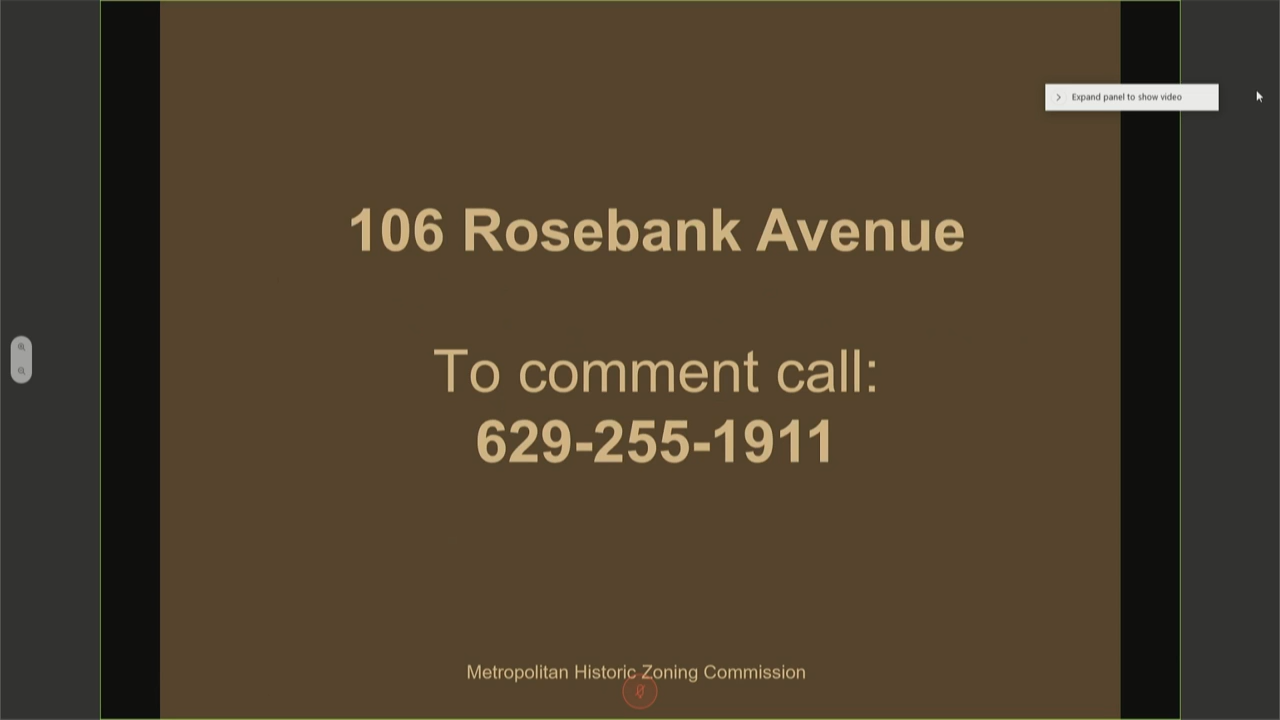 Expand panel to show video
106 Rosebank Avenue
To comment call:
629-255-1911
Metropolitan Historic Zoning Commission